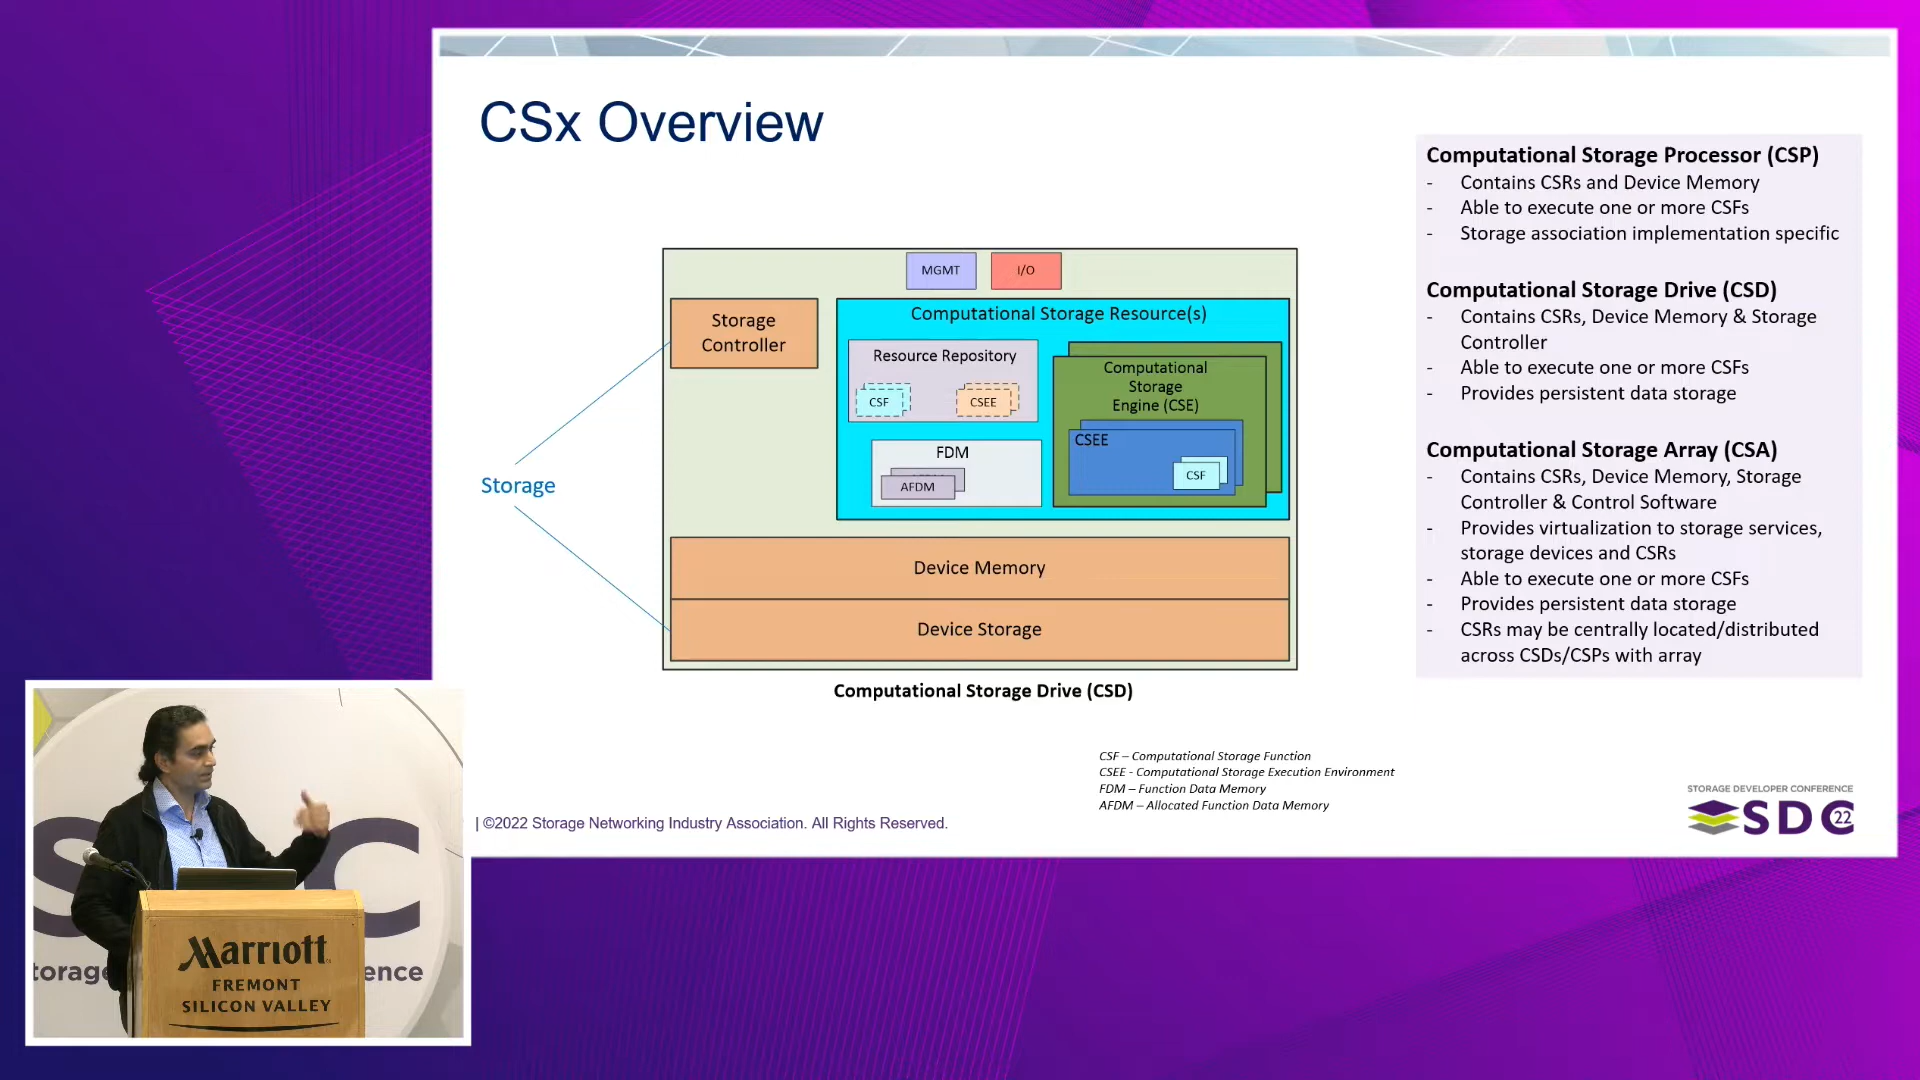 CSx Overview
MGMT
I/O
Storage
Controller
Computational Storage Resource(s)
Resource Repository
CSF
CSEE
FDM
AFDM
Computational
Storage
Engine (CSE)
CSEE
CSF
Storage
Device Memory
Device Storage
Computational Storage Drive (CSD)
Computational Storage Processor (CSP)
- Contains CSRs and Device Memory
- Able to execute one or more CSFs
- Storage association implementation specific
Computational Storage Drive (CSD)
- Contains CSRs, Device Memory & Storage
Controller
- Able to execute one or more CSFs
- Provides persistent data storage
Computational Storage Array (CSA)
- Contains CSRs, Device Memory, Storage
Controller & Control Software
- Provides virtualization to storage services,
storage devices and CSRs
- Able to execute one or more CSFs
- Provides persistent data storage
- CSRs may be centrally located/distributed
across CSDs/CSPs with array
CSF – Computational Storage Function
CSEE - Computational Storage Execution Environment
FDM – Function Data Memory
AFDM – Allocated Function Data Memory
| ©2022 Storage Networking Industry Association. All Rights Reserved.
STORAGE DEVELOPER CONFERENCE
SDC 22
Marriott
FREMONT
SILICON VALLEY